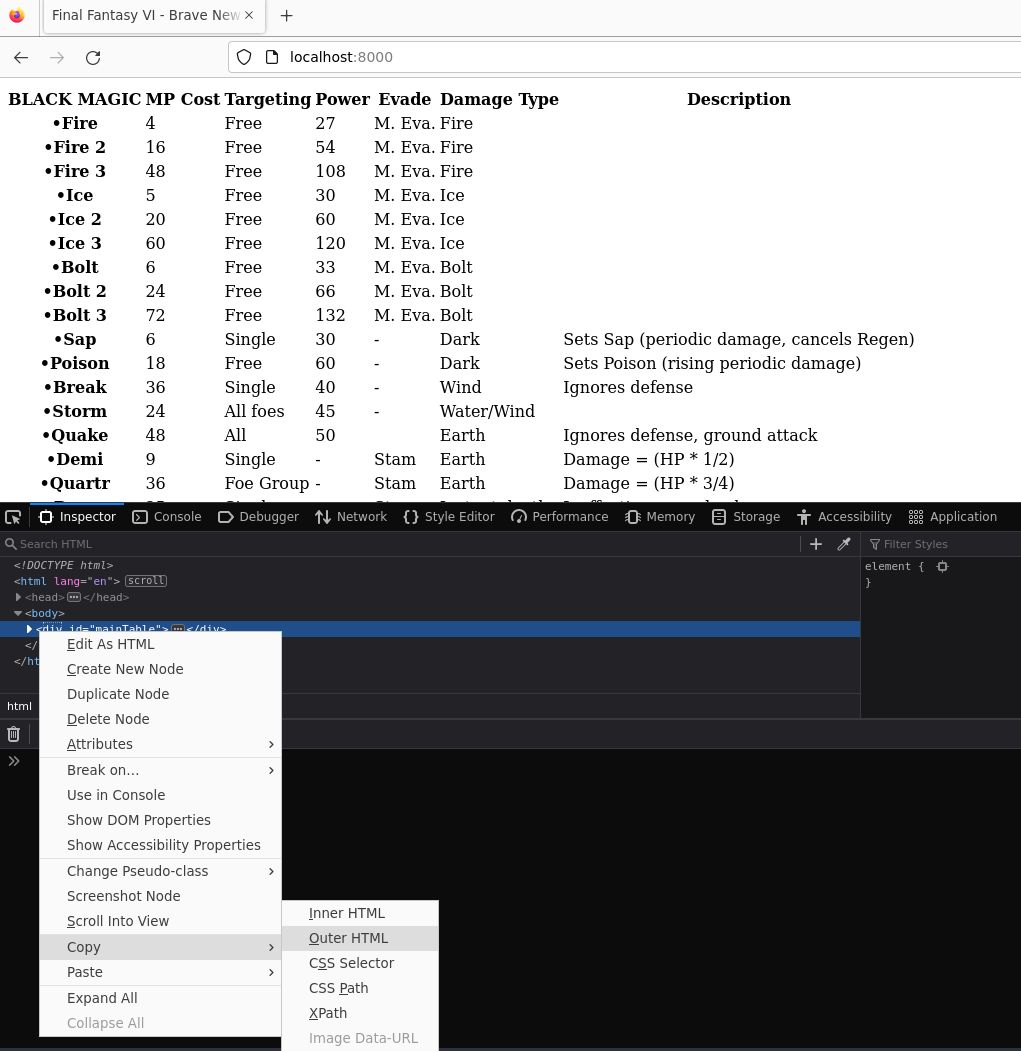 Final Fantasy VI - Brave New
localhost:8000
BLACK MAGIC MP Cost Targeting Power Evade Damage Type Description
•Fire 4 Free 27 M. Eva. Fire
•Fire 2 16 Free 54 M. Eva. Fire
•Fire 3 48 Free 108 M. Eva. Fire
•Ice 5 Free 30 M. Eva. Ice
•Ice 2 20 Free 60 M. Eva. Ice
•Ice 3 60 Free 120 M. Eva. Ice
•Bolt 6 Free 33 M. Eva. Bolt
•Bolt 2 24 Free 66 M. Eva. Bolt
•Bolt 3 72 Free 132 M. Eva. Bolt
•Sap 6 Single 30 - Dark Sets Sap (periodic damage, cancels Regen)
•Poison 18 Free 60 - Dark Sets Poison (rising periodic damage)
•Break 36 Single 40 - Wind Ignores defense
•Storm 24 All foes 45 - Water/Wind
•Quake 48 All 50 Earth Ignores defense, ground attack
•Demi 9 Single - Stam Earth Damage = (HP * 1/2)
•Quartr 36 Foe Group - Stam Earth Damage = (HP * 3/4)
Inspector Console Debugger Network Style Editor Performance Memory Storage Accessibility Application
Search HTML
Filter Styles
<!DOCTYPE html>
<html lang="en"> scroll
<head> ••• </head>
<body>
<div id="mainTable"> ••• </div>
</
</ht
element {
}
html
Edit As HTML
Create New Node
Duplicate Node
Delete Node
Attributes
Break on…
Use in Console
Show DOM Properties
Show Accessibility Properties
Change Pseudo-class
Screenshot Node
Scroll Into View
Copy
Paste
Expand All
Collapse All
Inner HTML
Outer HTML
CSS Selector
CSS Path
XPath
Image Data-URL